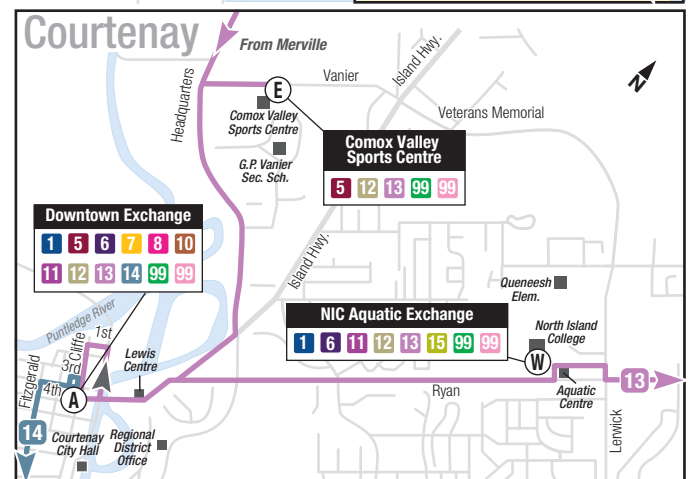 Courtenay
From Merville
N
Headquarters
E
Vanier
Island Hwy.
Comox Valley
Sports Centre
Veterans Memorial
G.P. Vanier
Sec. Sch.
Comox Valley
Sports Centre
5 12 13 99 99
Downtown Exchange
1 5 6 7 8 10
11 12 13 14 99 99
Island Hwy.
Queneesh
Elem.
NIC Aquatic Exchange
1 6 11 12 13 15 99 99
North Island
College
Puntledge River
1st
Cliffe
3rd
4th
Fitzgerald
Lewis
Centre
A
W
13
Ryan
Aquatic
Centre
Lerwick
14
Courtenay
City Hall
Regional
District
Office